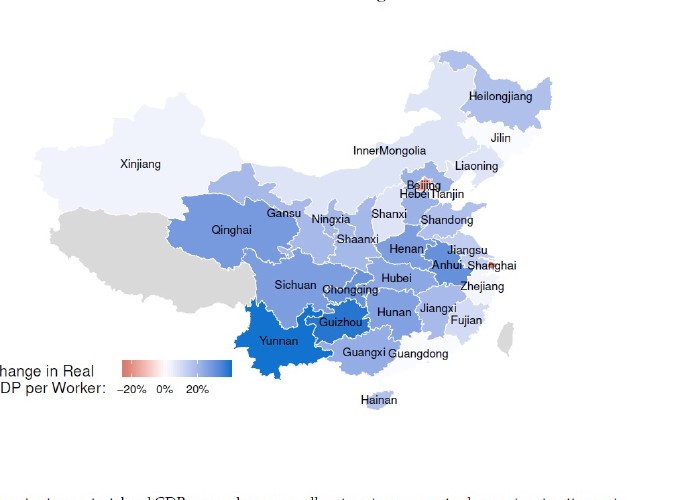 Heilongjiang
Jilin
InnerMongolia
Xinjiang
Liaoning
Beijing
Hebei Tianjin
Gansu
Ningxia
Shanxi
Shandong
Qinghai
Shaanxi
Henan
Jiangsu
Anhui
Shanghai
Sichuan
Chongqing
Hubei
Zhejiang
Hunan
Jiangxi
Guizhou
Fujian
Yunnan
Guangxi
Guangdong
hange in Real
DP per Worker:
−20% 0% 20%
Hainan